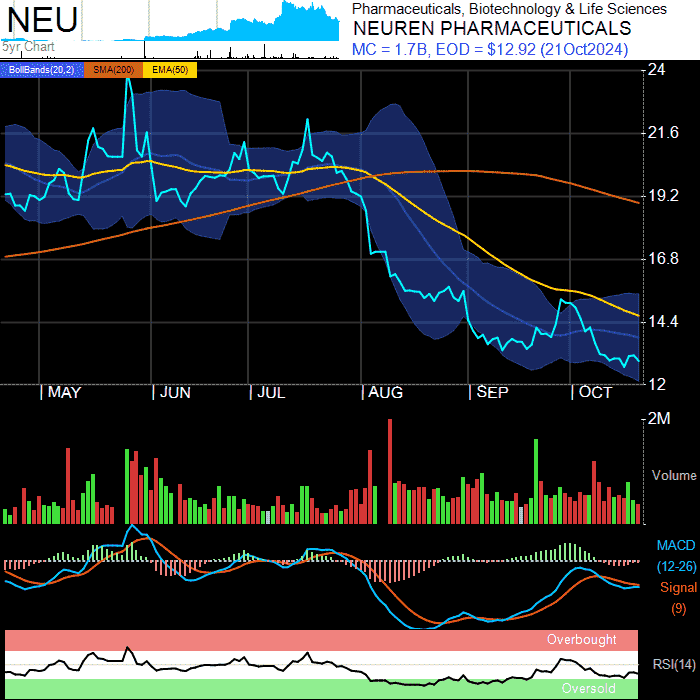 NEU
5yr Chart
Pharmaceuticals, Biotechnology & Life Sciences
NEUREN PHARMACEUTICALS
MC = 1.7B, EOD = $12.92 (21Oct2024)
BollBands(20,2) SMA(200) EMA(50)
24
21.6
19.2
16.8
14.4
12
MAY JUN JUL AUG SEP OCT
2M
Volume
MACD
(12-26)
Signal
(9)
Overbought
RSI(14)
Oversold